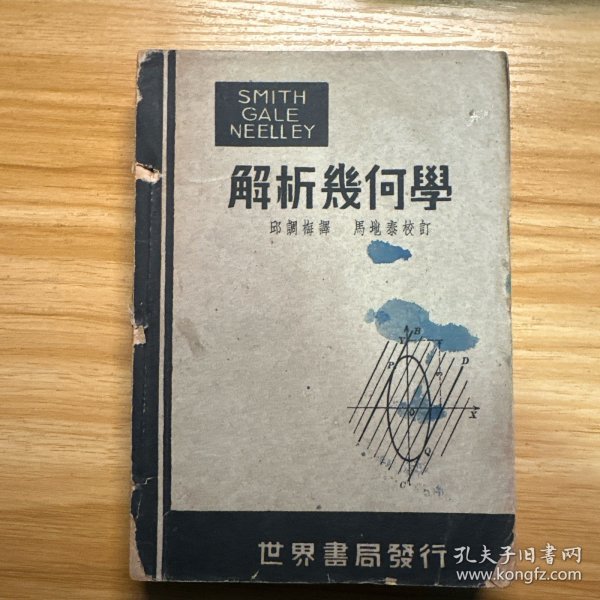 SMITH
GALE
NEELLEY
解析幾何學
邱調梅譯 馬地泰校訂
B
Y
P
D
O
X
Q
C
世界書局發行
孔夫子旧书网
www.kongfz.com